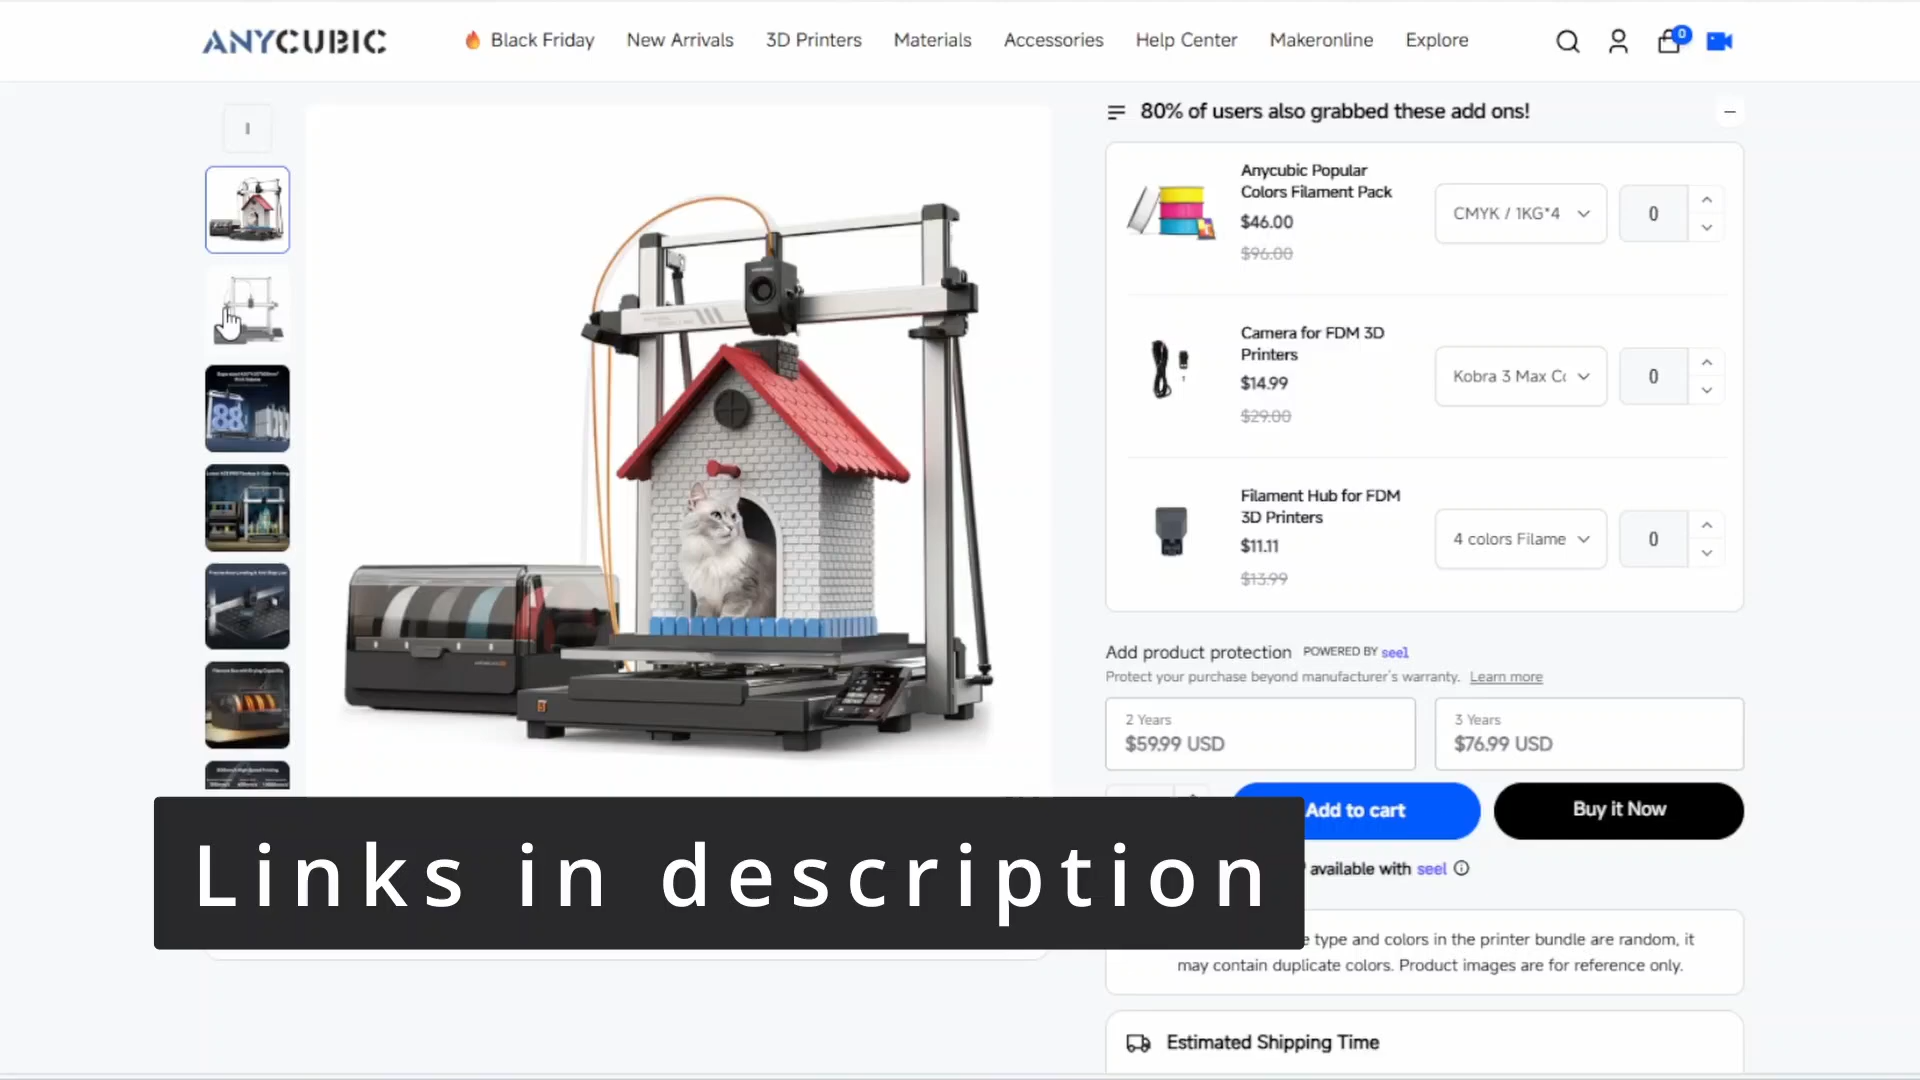 ANYCUBIC
Black Friday
New Arrivals
3D Printers
Materials
Accessories
Help Center
Makeronline
Explore
0
80% of users also grabbed these add ons!
Anycubic Popular
Colors Filament Pack
$46.00
$96.00
CMYK / 1KG*4
0
Camera for FDM 3D
Printers
$14.99
$29.00
Kobra 3 Max Cc
0
Filament Hub for FDM
3D Printers
$11.11
$13.99
4 colors Filame
0
Add product protection POWERED BY seel
Protect your purchase beyond manufacturer's warranty. Learn more
2 Years
$59.99 USD
3 Years
$76.99 USD
Add to cart
Buy it Now
Links in description
available with seel
type and colors in the printer bundle are random, it
may contain duplicate colors. Product images are for reference only.
Estimated Shipping Time